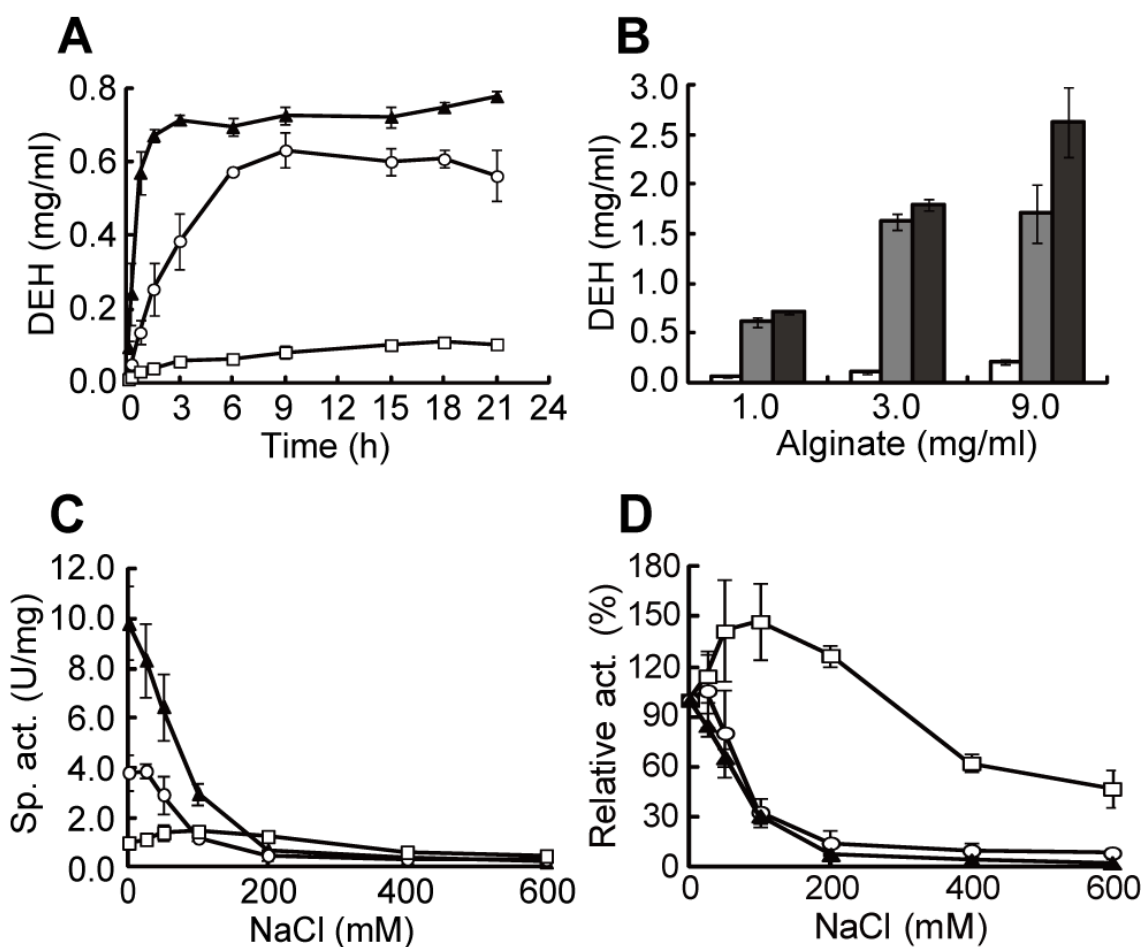 A
DEH (mg/ml)
0.8
0.6
0.4
0.2
0.0
0 3 6 9 12 15 18 21 24
Time (h)
B
DEH (mg/ml)
3.0
2.5
2.0
1.5
1.0
0.5
0.0
1.0 3.0 9.0
Alginate (mg/ml)
C
Sp. act. (U/mg)
12.0
10.0
8.0
6.0
4.0
2.0
0.0
0 200 400 600
NaCl (mM)
D
Relative act. (%)
180
150
120
90
60
30
0
0 200 400 600
NaCl (mM)